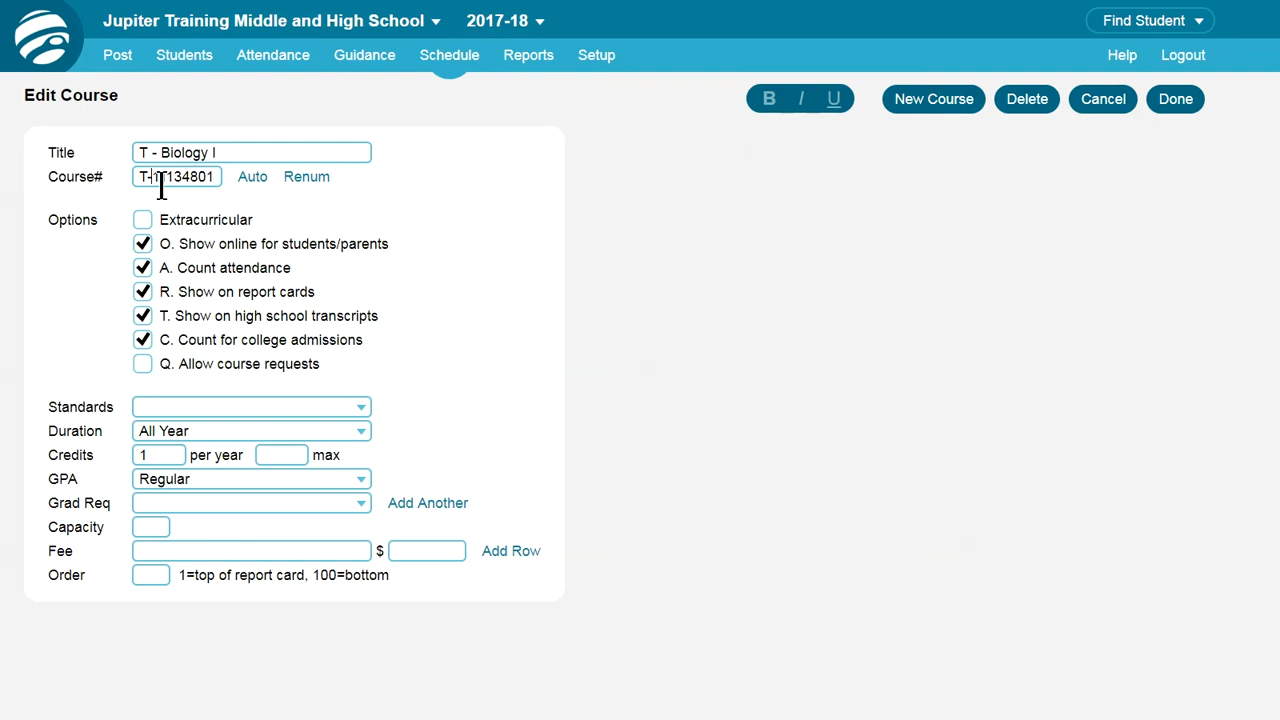 Jupiter Training Middle and High School 2017-18 Find Student
Post Students Attendance Guidance Schedule Reports Setup Help Logout
Edit Course B I U New Course Delete Cancel Done
Title T - Biology I
Course# Auto Renum
Options Extracurricular
O. Show online for students/parents
A. Count attendance
R. Show on report cards
T. Show on high school transcripts
C. Count for college admissions
Q. Allow course requests
Standards
Duration All Year
Credits 1 per year max
GPA Regular
Grad Req Add Another
Capacity
Fee $ Add Row
Order 1=top of report card, 100=bottom